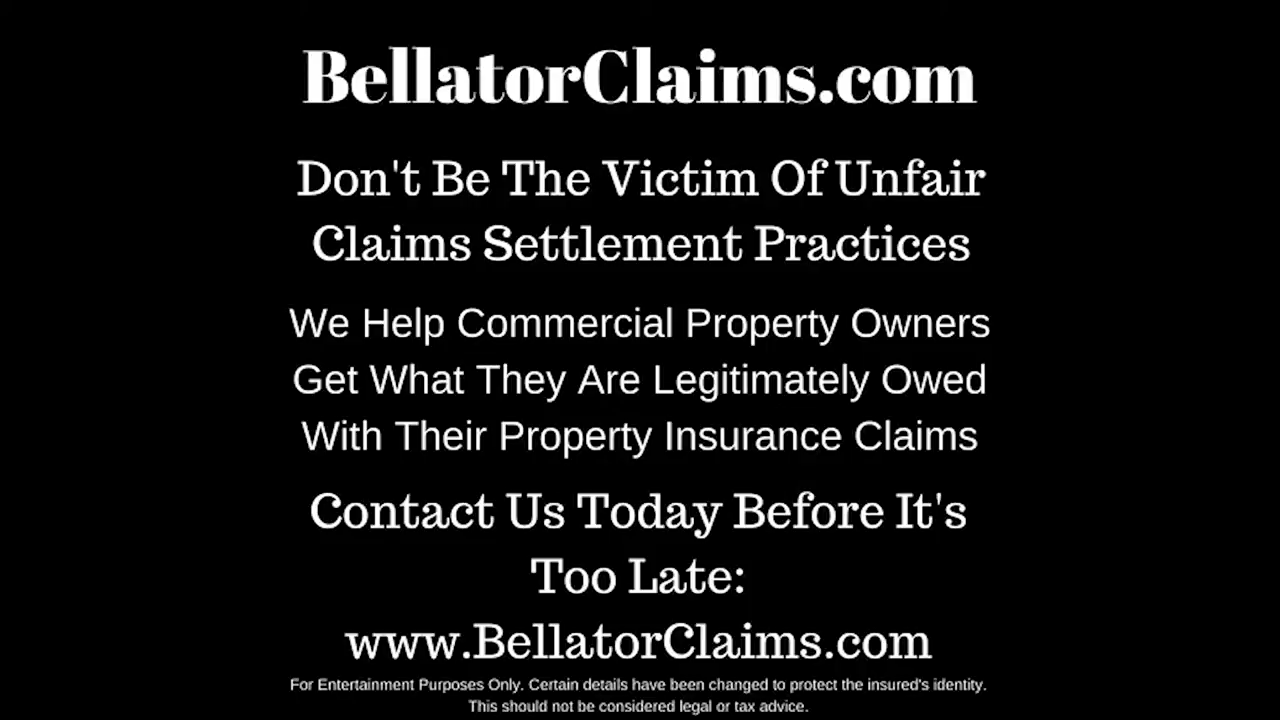 BellatorClaims.com
Don't Be The Victim Of Unfair
Claims Settlement Practices
We Help Commercial Property Owners
Get What They Are Legitimately Owed
With Their Property Insurance Claims
Contact Us Today Before It's
Too Late:
www.BellatorClaims.com
For Entertainment Purposes Only. Certain details have been changed to protect the insured's identity.
This should not be considered legal or tax advice.